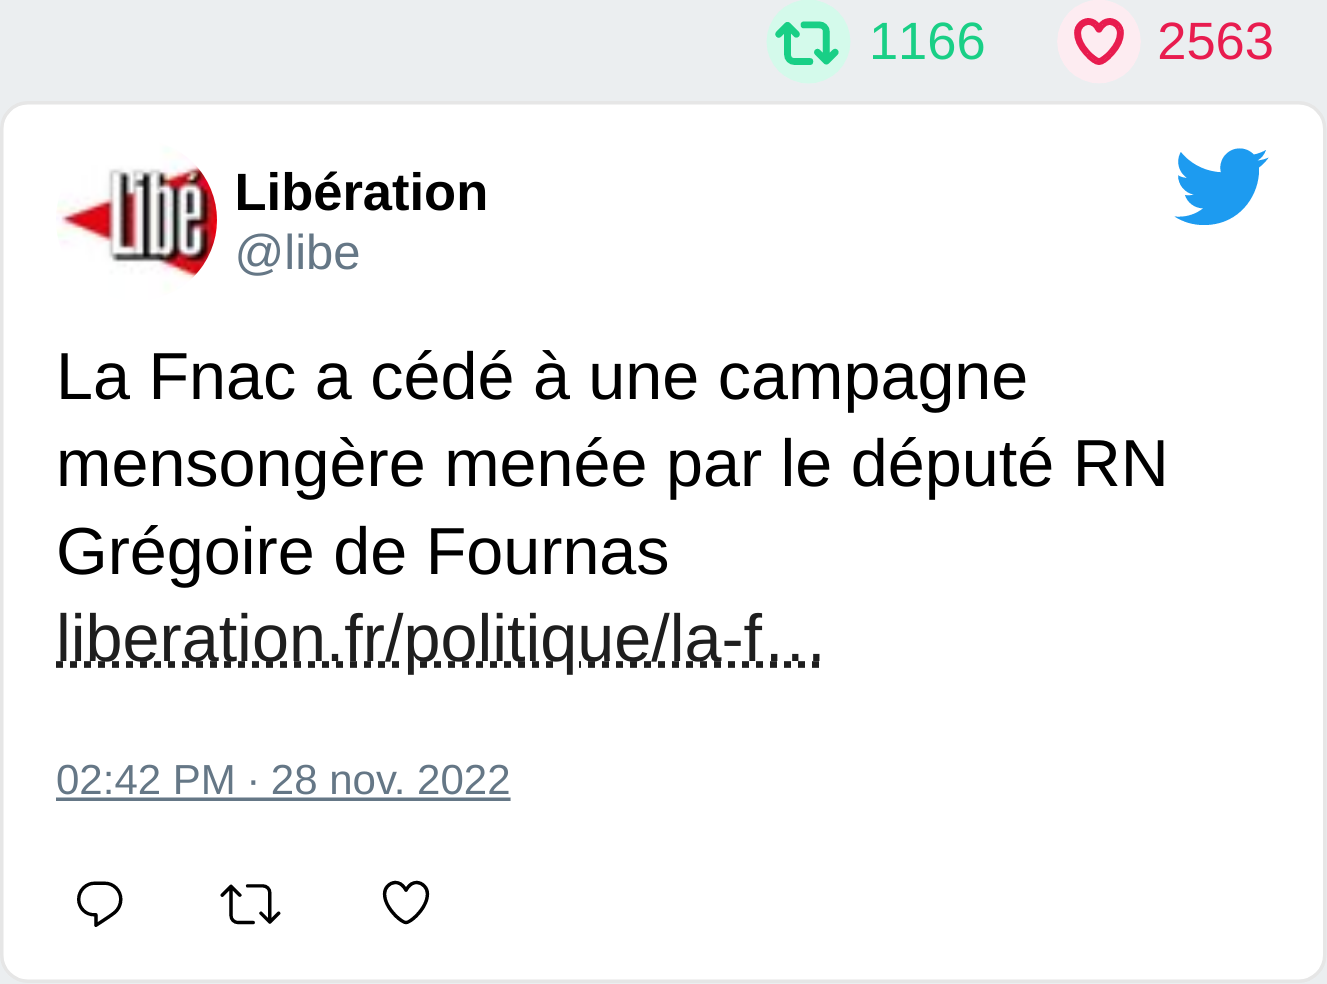 1166 2563
Libé
Libération
@libe
La Fnac a cédé à une campagne
mensongère menée par le député RN
Grégoire de Fournas
liberation.fr/politique/la-f...
02:42 PM · 28 nov. 2022